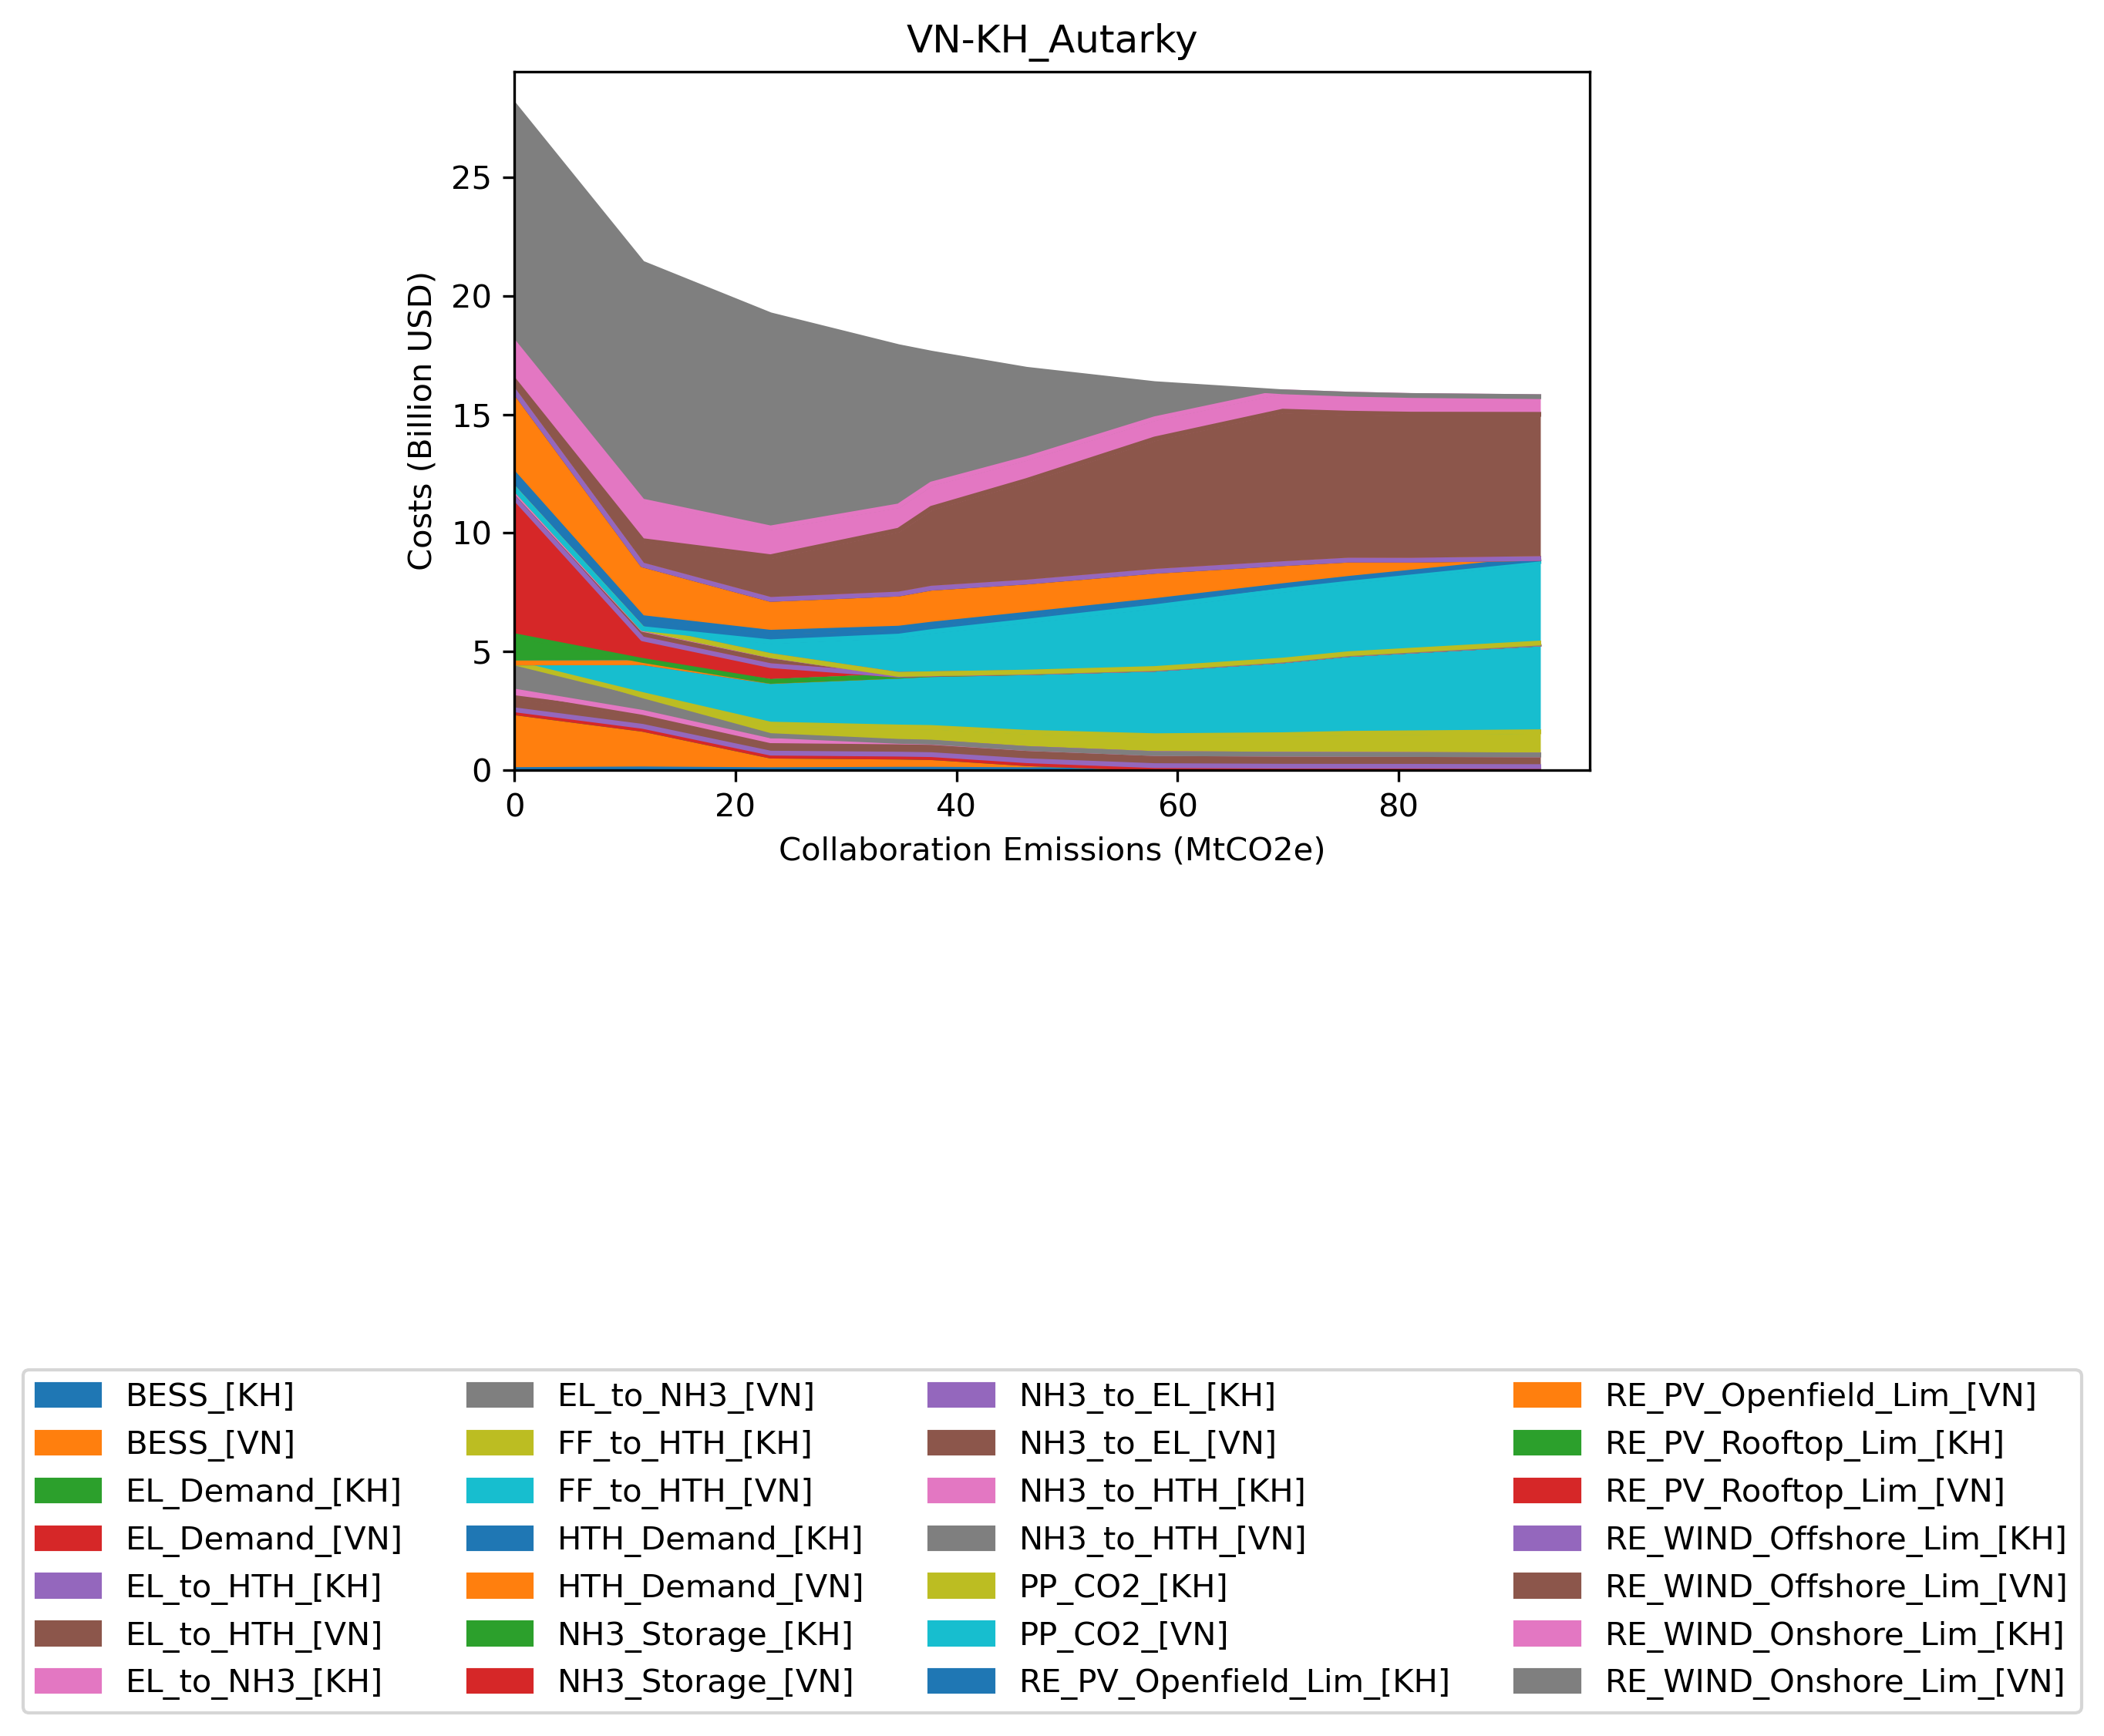 VN-KH_Autarky
Costs (Billion USD)
25
20
15
10
5
0
0 20 40 60 80
Collaboration Emissions (MtCO2e)
BESS_[KH]
BESS_[VN]
EL_Demand_[KH]
EL_Demand_[VN]
EL_to_HTH_[KH]
EL_to_HTH_[VN]
EL_to_NH3_[KH]
EL_to_NH3_[VN]
FF_to_HTH_[KH]
FF_to_HTH_[VN]
HTH_Demand_[KH]
HTH_Demand_[VN]
NH3_Storage_[KH]
NH3_Storage_[VN]
NH3_to_EL_[KH]
NH3_to_EL_[VN]
NH3_to_HTH_[KH]
NH3_to_HTH_[VN]
PP_CO2_[KH]
PP_CO2_[VN]
RE_PV_Openfield_Lim_[KH]
RE_PV_Openfield_Lim_[VN]
RE_PV_Rooftop_Lim_[KH]
RE_PV_Rooftop_Lim_[VN]
RE_WIND_Offshore_Lim_[KH]
RE_WIND_Offshore_Lim_[VN]
RE_WIND_Onshore_Lim_[KH]
RE_WIND_Onshore_Lim_[VN]